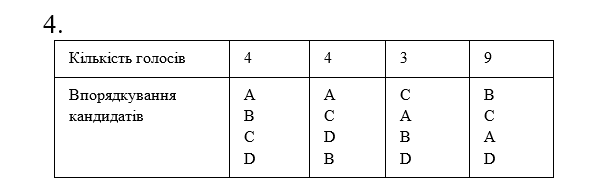 4.
Кількість голосів 4 4 3 9
Впорядкування A A C B
кандидатів B C A C
C D B A
D B D D